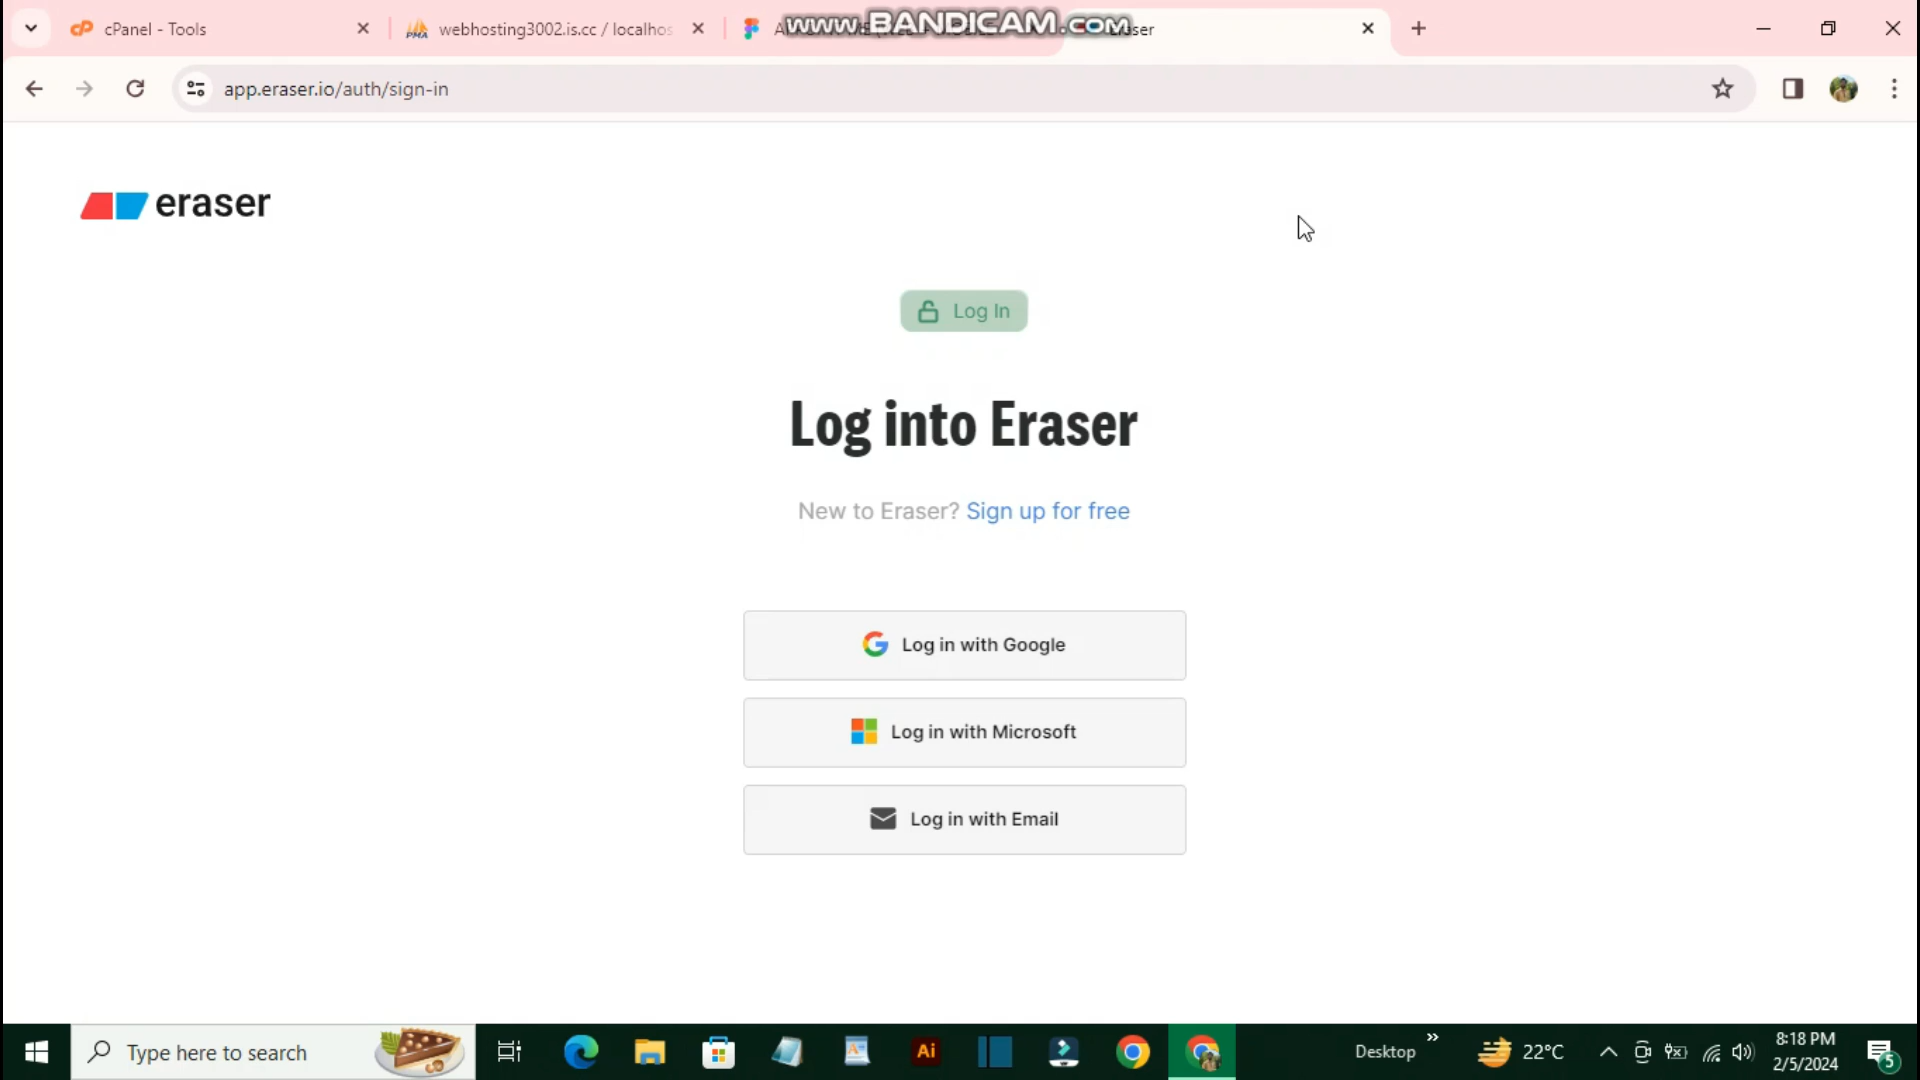 cPanel - Tools
webhosting3002.is.cc / localhos
www.BANDICAM.com
app.eraser.io/auth/sign-in
eraser
Log In
Log into Eraser
New to Eraser? Sign up for free
Log in with Google
Log in with Microsoft
Log in with Email
Type here to search
Ai
Desktop
22°C
8:18 PM
2/5/2024
5